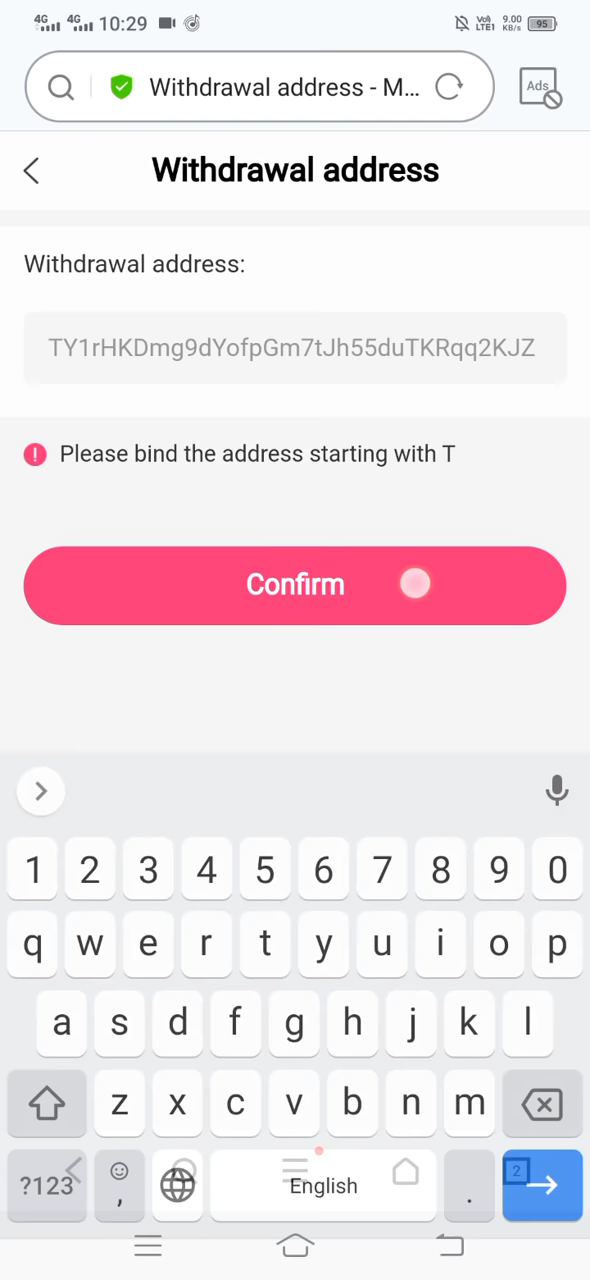 4G 4G 10:29 Vo) LTE1 9.00 KB/s 95
Withdrawal address - M... Ads
Withdrawal address
Withdrawal address:
TY1rHKDmg9dYofpGm7tJh55duTKRqq2KJZ
! Please bind the address starting with T
Confirm
1 2 3 4 5 6 7 8 9 0
q w e r t y u i o p
a s d f g h j k l
z x c v b n m
?123 , English . 2